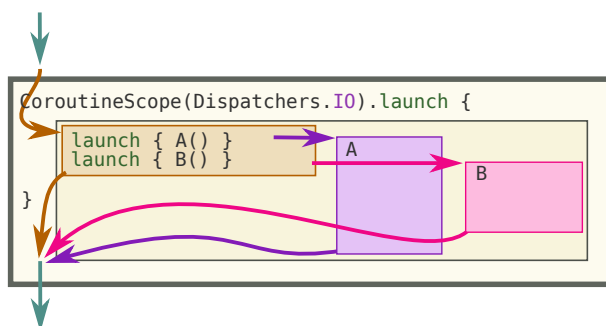 CoroutineScope(Dispatchers.IO).launch {
launch { A() }
launch { B() }
A
B
}